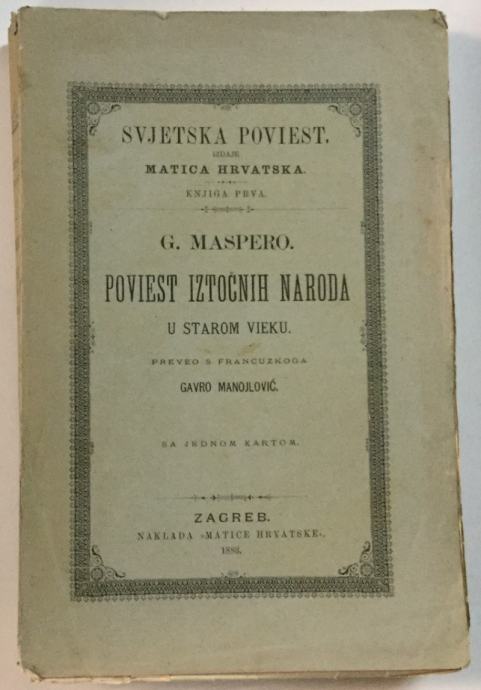 SVJETSKA POVIEST,
IZDAJE
MATICA HRVATSKA.
KNJIGA PRVA.
G. MASPERO.
POVIEST IZTOČNIH NARODA
U STAROM VIEKU.
PREVEO S FRANCUZKOGA
GAVRO MANOJLOVIĆ.
SA JEDNOM KARTOM.
ZAGREB.
NAKLADA »MATICE HRVATSKE«.